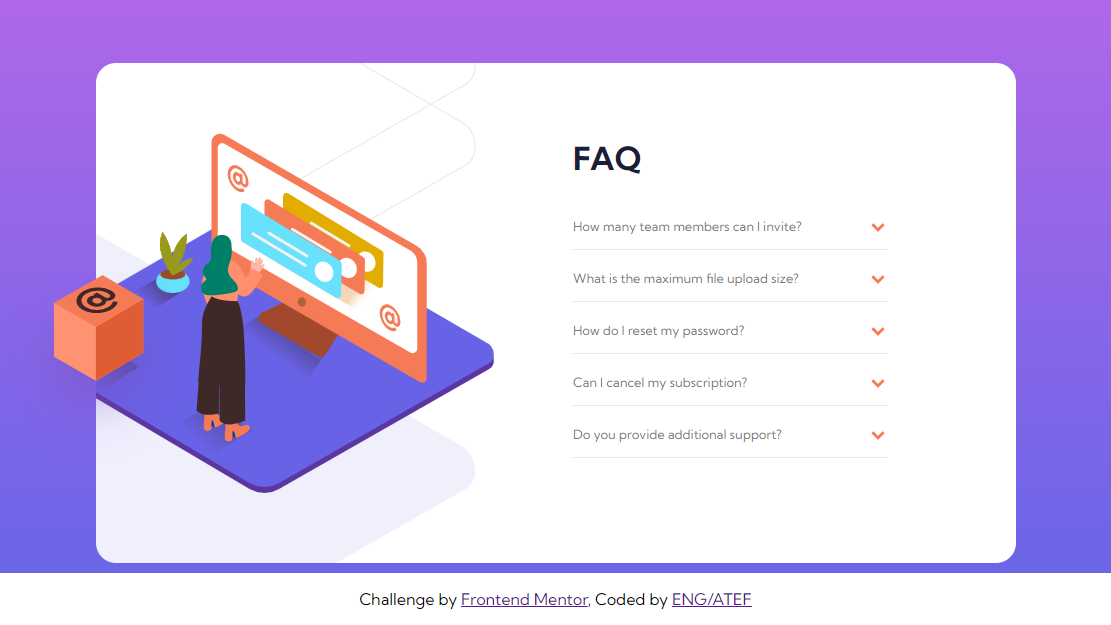 @
@
@
FAQ
How many team members can I invite?
What is the maximum file upload size?
How do I reset my password?
Can I cancel my subscription?
Do you provide additional support?
Challenge by Frontend Mentor, Coded by ENG/ATEF